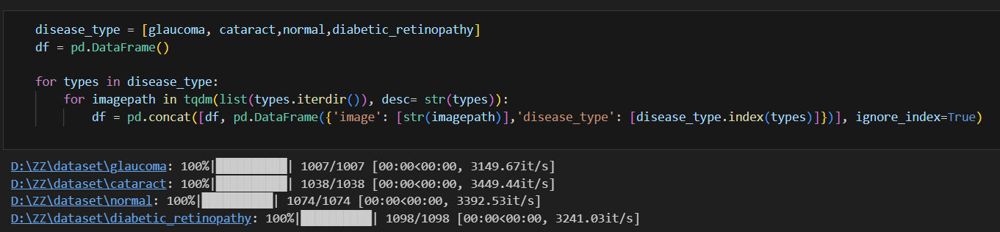 disease_type = [glaucoma, cataract,normal,diabetic_retinopathy]
df = pd.DataFrame()
for types in disease_type:
    for imagepath in tqdm(list(types.iterdir()), desc= str(types)):
        df = pd.concat([df, pd.DataFrame({'image': [str(imagepath)],'disease_type': [disease_type.index(types)]})], ignore_index=True)
D:\ZZ\dataset\glaucoma: 100%|██████████| 1007/1007 [00:00<00:00, 3149.67it/s]
D:\ZZ\dataset\cataract: 100%|██████████| 1038/1038 [00:00<00:00, 3449.44it/s]
D:\ZZ\dataset\normal: 100%|██████████| 1074/1074 [00:00<00:00, 3392.53it/s]
D:\ZZ\dataset\diabetic_retinopathy: 100%|██████████| 1098/1098 [00:00<00:00, 3241.03it/s]